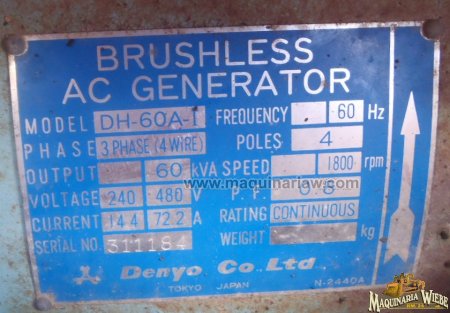 BRUSHLESS
AC GENERATOR
MODEL DH-60A-I FREQUENCY 60 Hz
PHASE 3 PHASE (4 WIRE) POLES 4
OUTPUT 60 kVA SPEED 1800 rpm
www.maquinariaw.com
VOLTAGE 240 480 V P.F.
CURRENT 144 72.2 A RATING CONTINUOUS
SERIAL NO. 311184 WEIGHT kg
Denyo Co., Ltd.
TOKYO JAPAN N-2440A
MAQUINARIA WIEBE